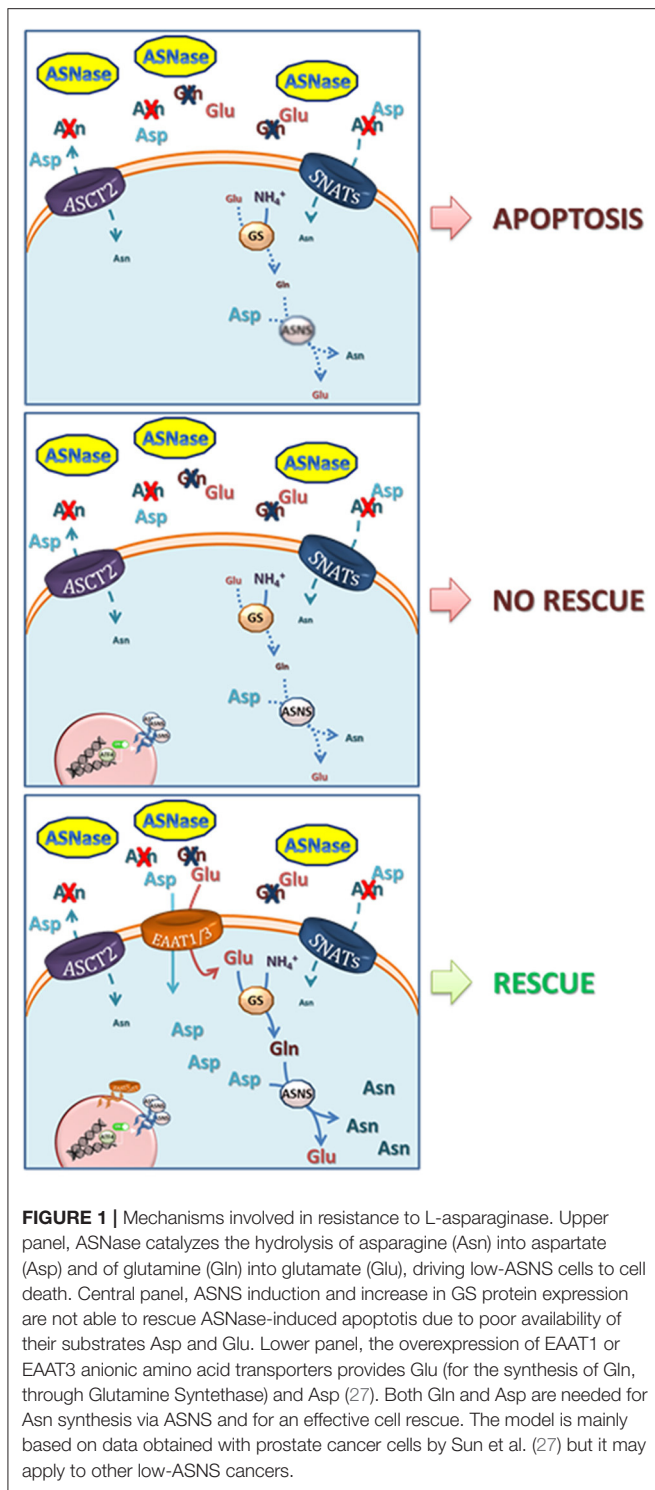 ASNase
ASNase
ASNase
Asn
Asn
Gln
Glu
Asp
Gln
Glu
Asn
Asp
Asp
ASCT2
SNATs
Glu
NH4+
GS
Asn
Asn
Gln
Asp
ASNS
Asn
Glu
APOPTOSIS
ASNase
ASNase
ASNase
Asn
Asn
Gln
Glu
Asp
Gln
Glu
Asn
Asp
Asp
ASCT2
SNATs
Glu
NH4+
GS
Asn
Asn
Gln
Asp
ASNS
Asn
Glu
ASNS
ASNS
NO RESCUE
ASNase
ASNase
ASNase
Asn
Asn
Gln
Glu
Asp
Gln
Glu
Asn
Asp
Asp
EAAT1/3
ASCT2
SNATs
Glu
NH4+
GS
Asn
Asn
Gln
Asp
Asp
Asp
ASNS
Asn
Asn
Asn
Glu
ASNS
ASNS
RESCUE
FIGURE 1 | Mechanisms involved in resistance to L-asparaginase. Upper
panel, ASNase catalyzes the hydrolysis of asparagine (Asn) into aspartate
(Asp) and of glutamine (Gln) into glutamate (Glu), driving low-ASNS cells to cell
death. Central panel, ASNS induction and increase in GS protein expression
are not able to rescue ASNase-induced apoptotis due to poor availability of
their substrates Asp and Glu. Lower panel, the overexpression of EAAT1 or
EAAT3 anionic amino acid transporters provides Glu (for the synthesis of Gln,
through Glutamine Syntethase) and Asp (27). Both Gln and Asp are needed for
Asn synthesis via ASNS and for an effective cell rescue. The model is mainly
based on data obtained with prostate cancer cells by Sun et al. (27) but it may
apply to other low-ASNS cancers.